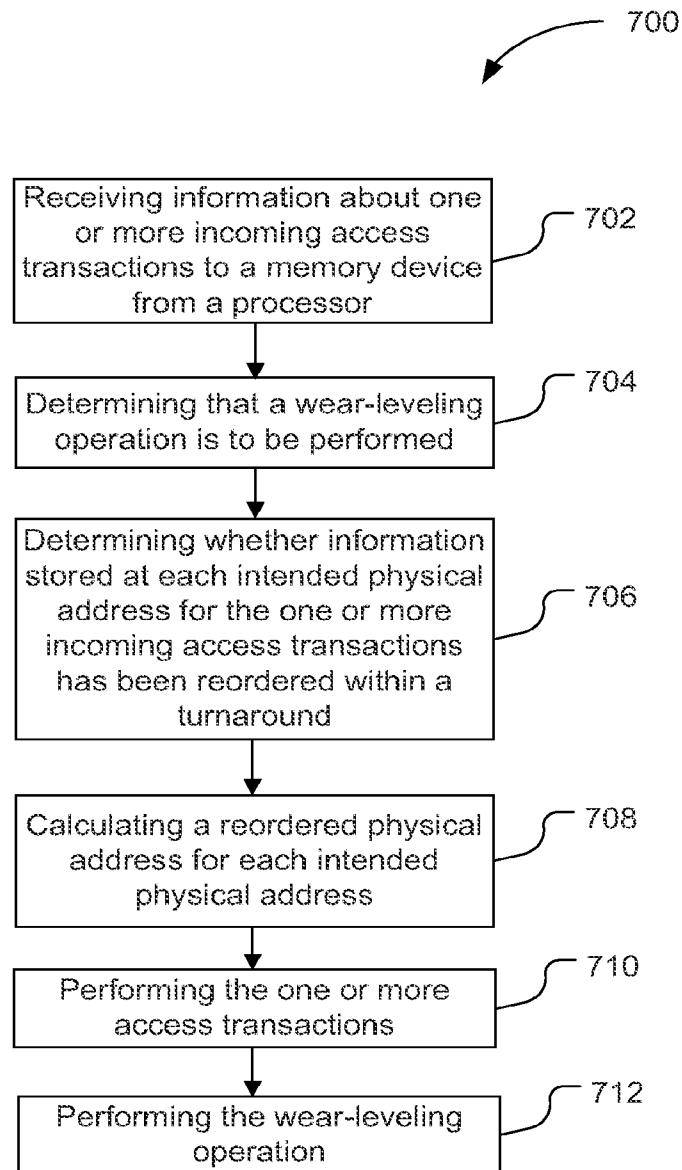 700
Receiving information about one
or more incoming access
transactions to a memory device
from a processor
702
Determining that a wear-leveling
operation is to be performed
704
Determining whether information
stored at each intended physical
address for the one or more
incoming access transactions
has been reordered within a
turnaround
706
Calculating a reordered physical
address for each intended
physical address
708
Performing the one or more
access transactions
710
Performing the wear-leveling
operation
712